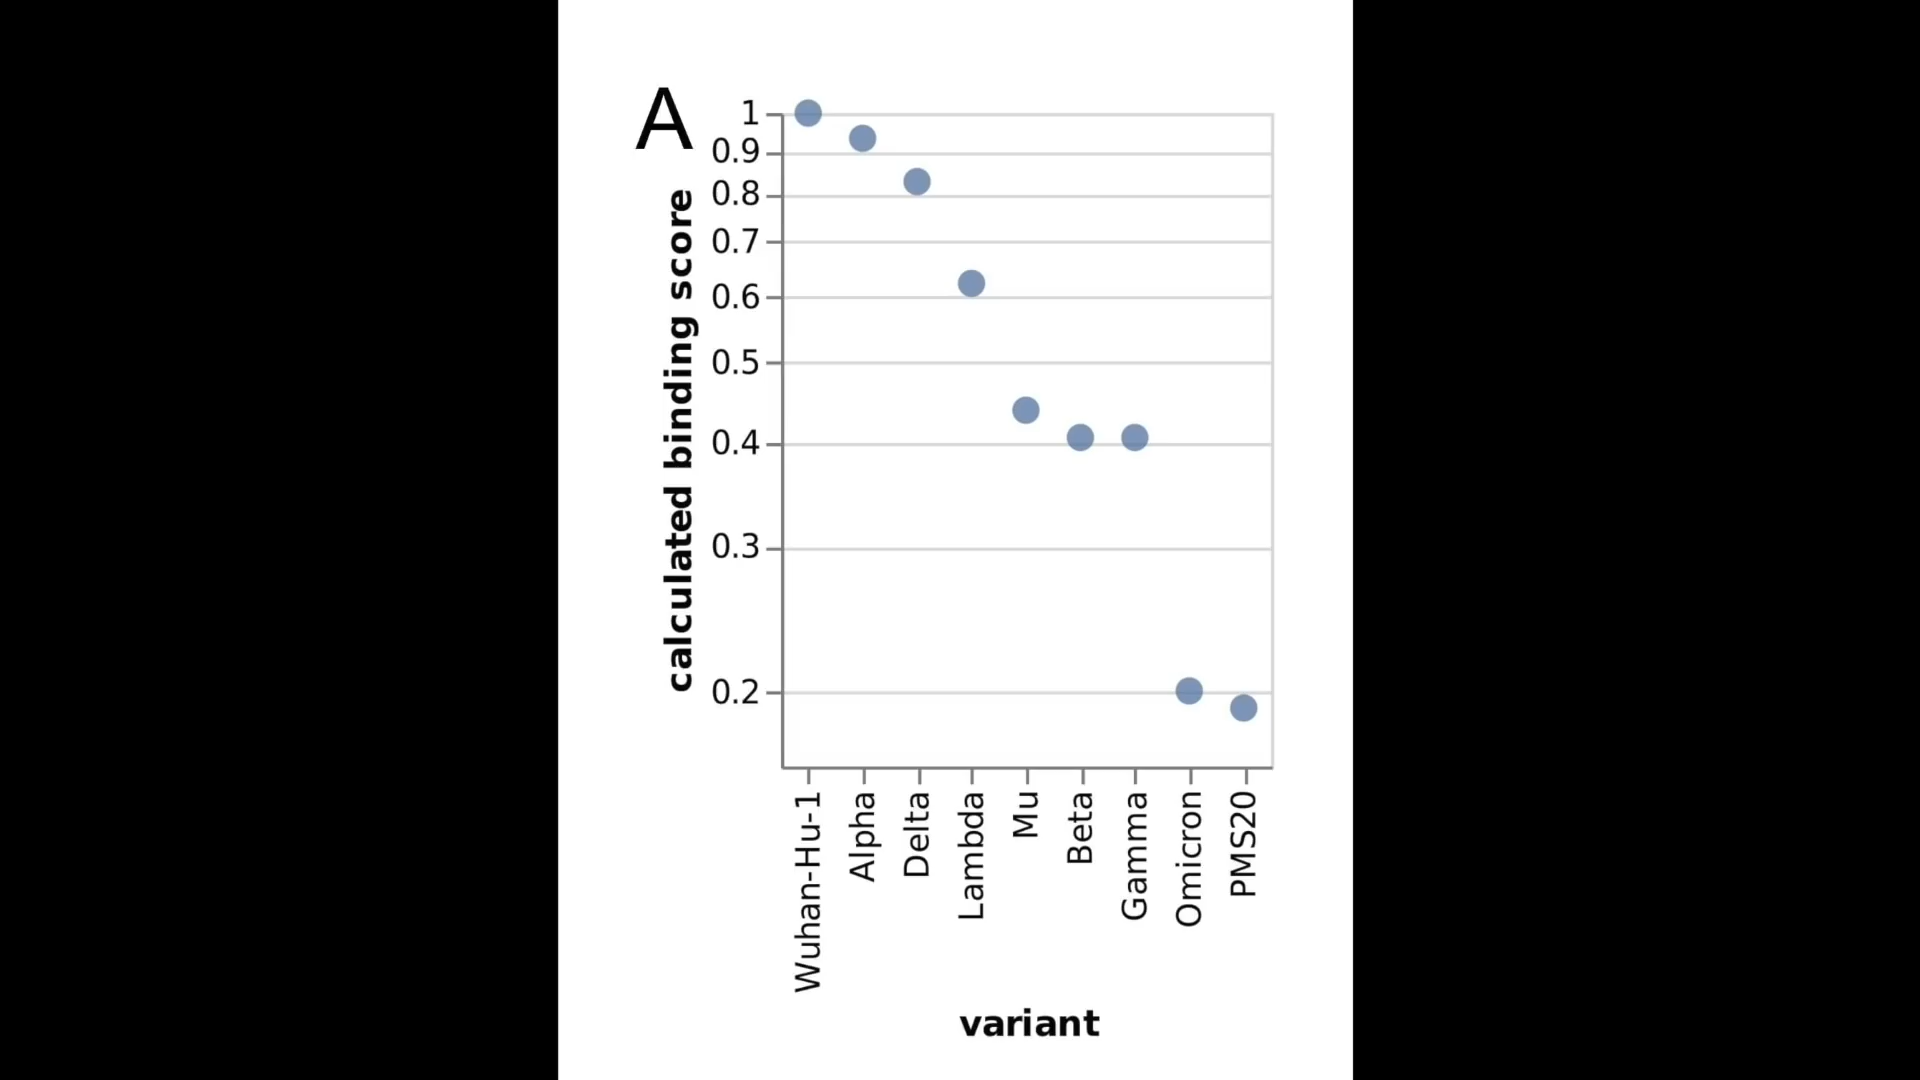 A
1
0.9
0.8
0.7
0.6
0.5
0.4
0.3
0.2
calculated binding score
Wuhan-Hu-1
Alpha
Delta
Lambda
Mu
Beta
Gamma
Omicron
PMS20
variant